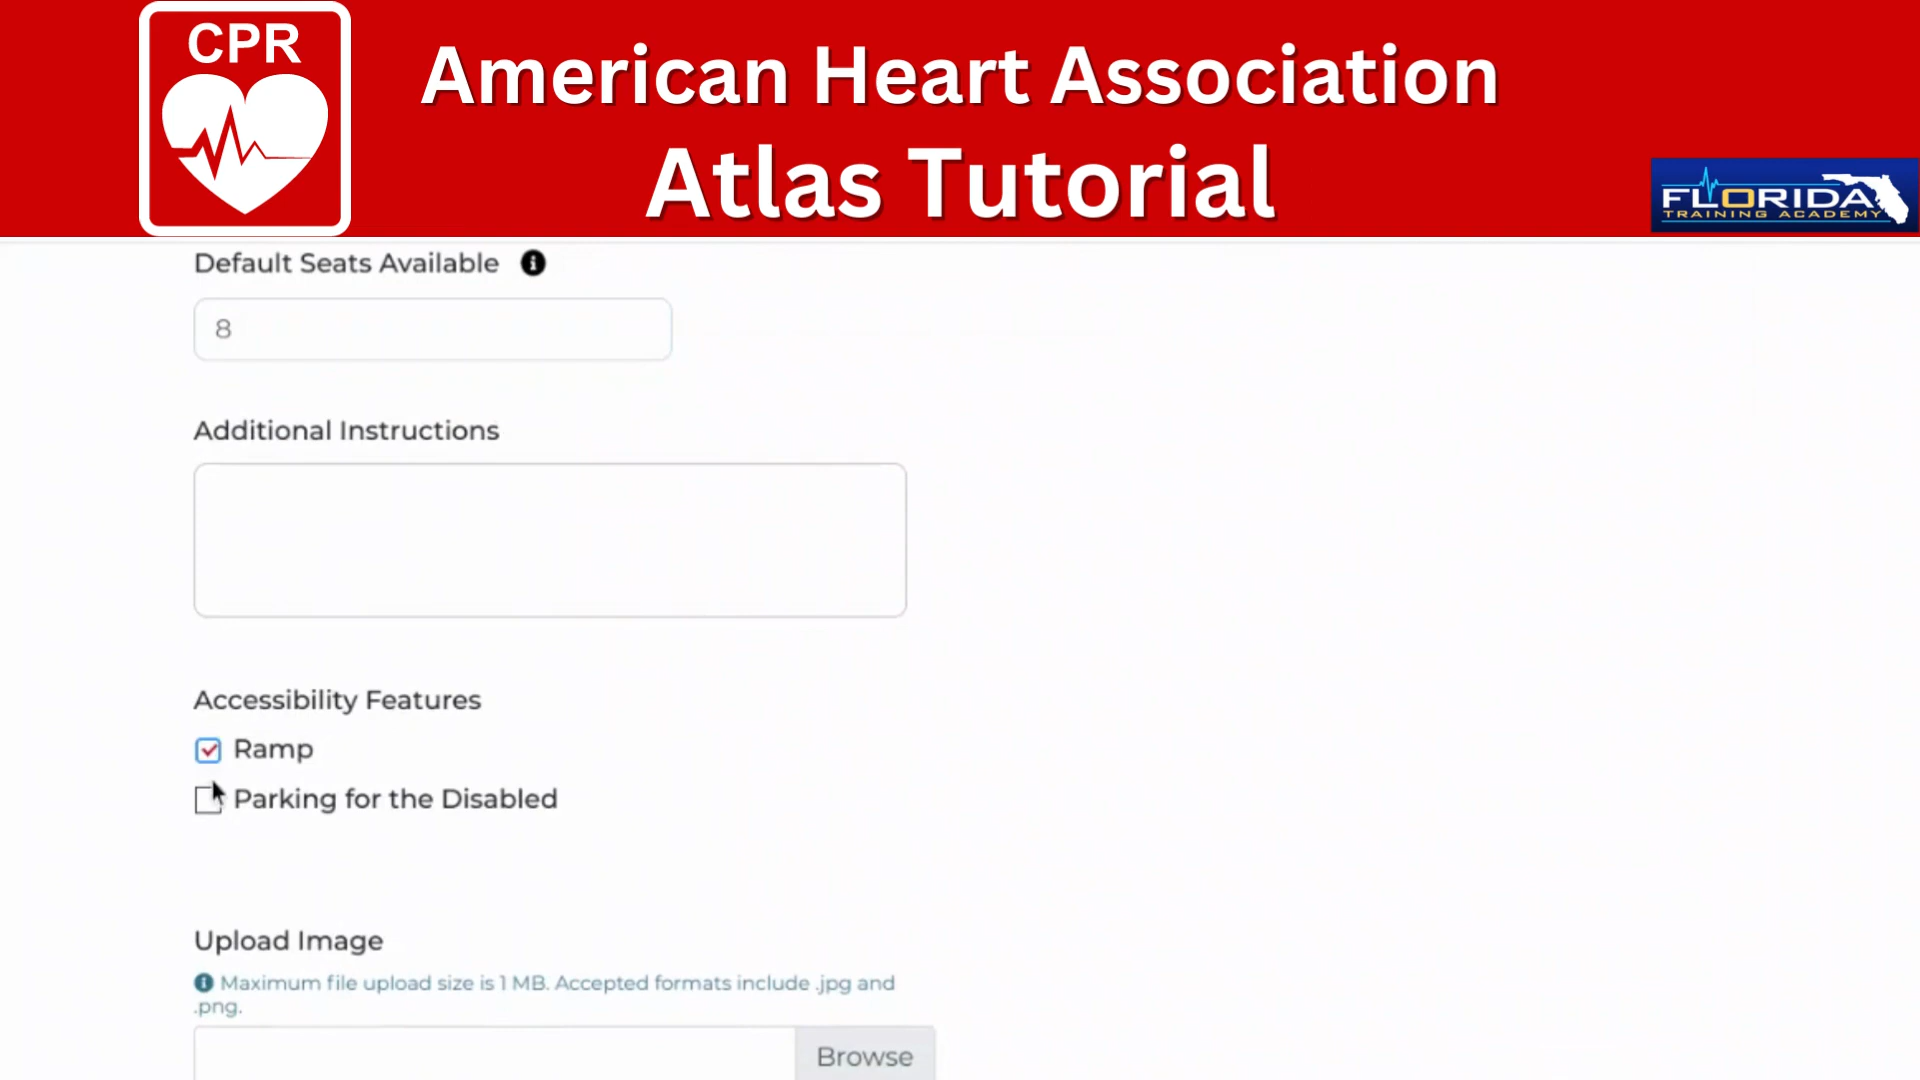 CPR
American Heart Association
Atlas Tutorial
FLORIDA
TRAINING ACADEMY
Default Seats Available
8
Additional Instructions
Accessibility Features
Ramp
Parking for the Disabled
Upload Image
Maximum file upload size is 1 MB. Accepted formats include .jpg and
.png.
Browse